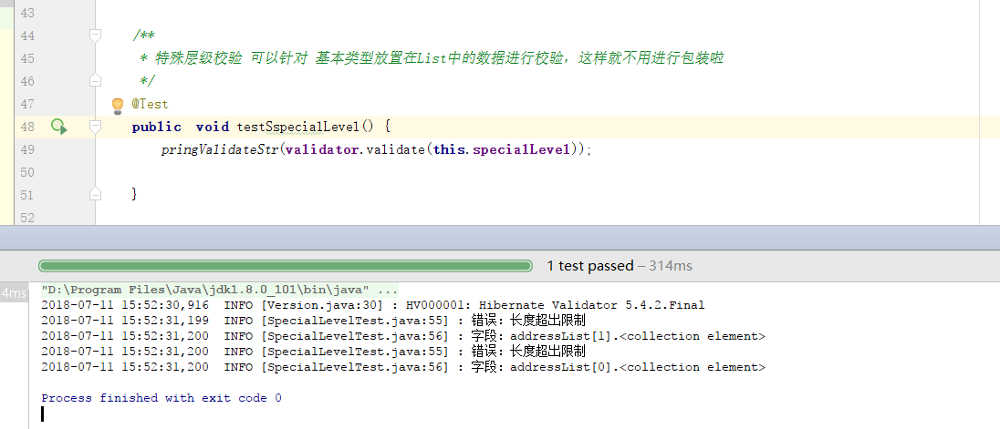 43
44 /**
45 * 特殊层级校验 可以针对 基本类型放置在List中的数据进行校验，这样就不用进行包装啦
46 */
47 @Test
48 public void testSspecialLevel() {
49 pringValidateStr(validator.validate(this.specialLevel));
50
51 }
52
1 test passed – 314ms
4ms "D:\Program Files\Java\jdk1.8.0_101\bin\java" ...
2018-07-11 15:52:30,916 INFO [Version.java:30] : HV000001: Hibernate Validator 5.4.2.Final
2018-07-11 15:52:31,199 INFO [SpecialLevelTest.java:55] : 错误：长度超出限制
2018-07-11 15:52:31,200 INFO [SpecialLevelTest.java:56] : 字段：addressList[1].<collection element>
2018-07-11 15:52:31,200 INFO [SpecialLevelTest.java:55] : 错误：长度超出限制
2018-07-11 15:52:31,200 INFO [SpecialLevelTest.java:56] : 字段：addressList[0].<collection element>
Process finished with exit code 0